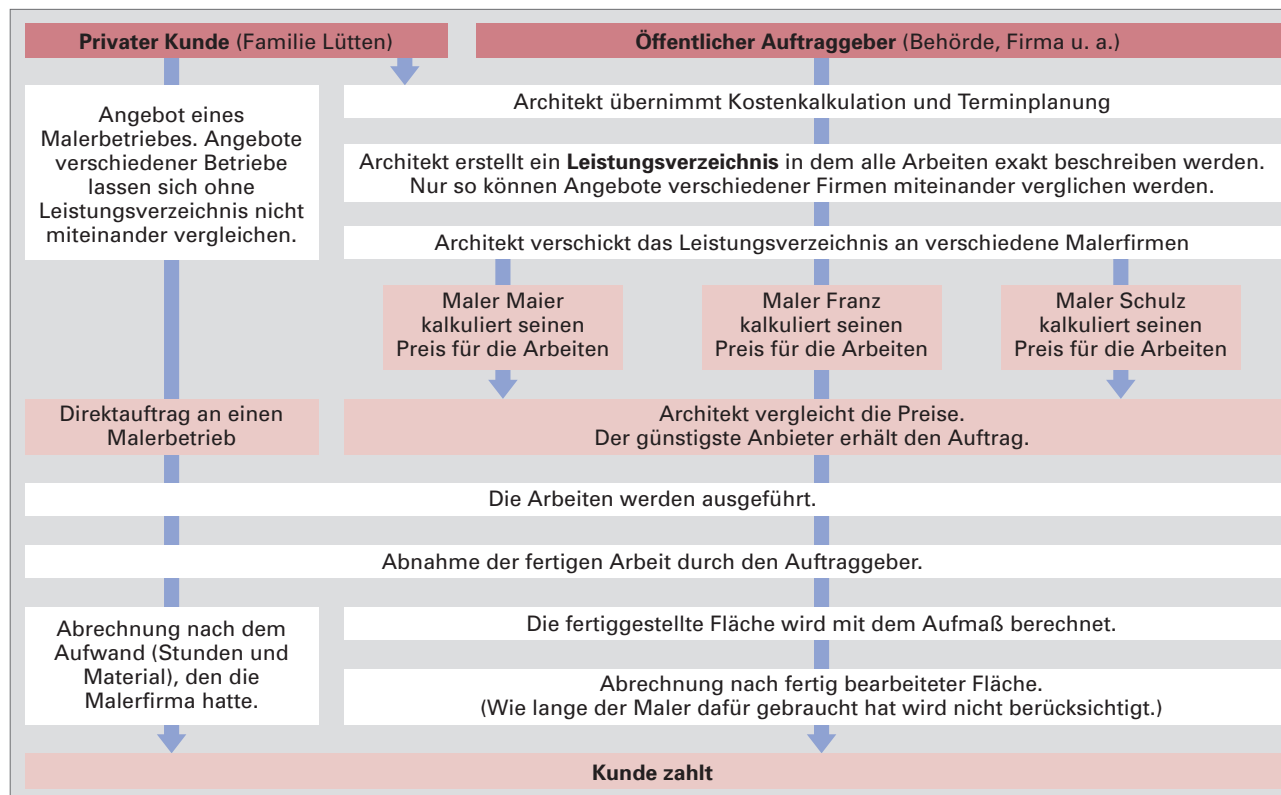 Privater Kunde (Familie Lütten)
Öffentlicher Auftraggeber (Behörde, Firma u. a.)
Angebot eines
Malerbetriebes. Angebote
verschiedener Betriebe
lassen sich ohne
Leistungsverzeichnis nicht
miteinander vergleichen.
Architekt übernimmt Kostenkalkulation und Terminplanung
Architekt erstellt ein Leistungsverzeichnis in dem alle Arbeiten exakt beschreiben werden.
Nur so können Angebote verschiedener Firmen miteinander verglichen werden.
Architekt verschickt das Leistungsverzeichnis an verschiedene Malerfirmen
Maler Maier
kalkuliert seinen
Preis für die Arbeiten
Maler Franz
kalkuliert seinen
Preis für die Arbeiten
Maler Schulz
kalkuliert seinen
Preis für die Arbeiten
Direktauftrag an einen
Malerbetrieb
Architekt vergleicht die Preise.
Der günstigste Anbieter erhält den Auftrag.
Die Arbeiten werden ausgeführt.
Abnahme der fertigen Arbeit durch den Auftraggeber.
Abrechnung nach dem
Aufwand (Stunden und
Material), den die
Malerfirma hatte.
Die fertiggestellte Fläche wird mit dem Aufmaß berechnet.
Abrechnung nach fertig bearbeiteter Fläche.
(Wie lange der Maler dafür gebraucht hat wird nicht berücksichtigt.)
Kunde zahlt